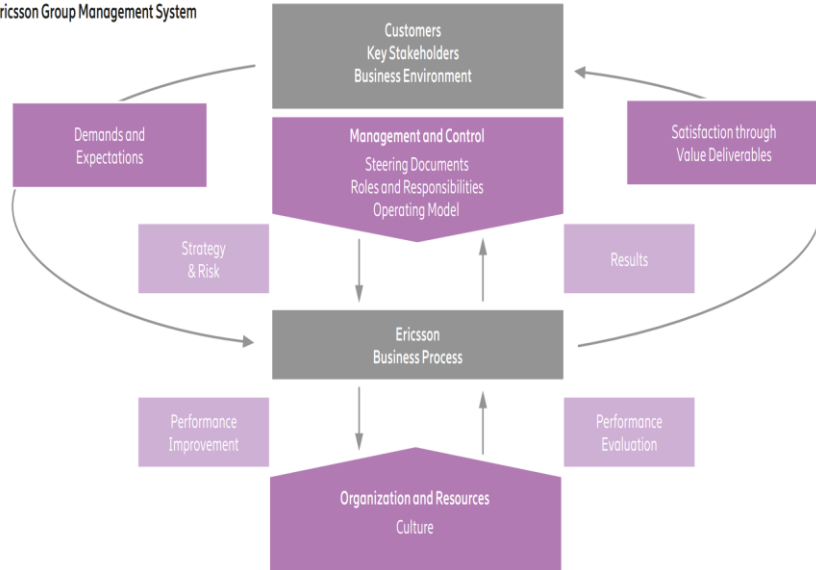 ricsson Group Management System
Customers
Key Stakeholders
Business Environment
Demands and
Expectations
Management and Control
Steering Documents
Roles and Responsibilities
Operating Model
Satisfaction through
Value Deliverables
Strategy
& Risk
Results
Ericsson
Business Process
Performance
Improvement
Performance
Evaluation
Organization and Resources
Culture